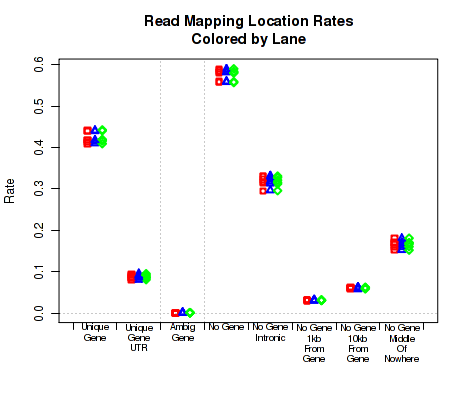 Read Mapping Location Rates
Colored by Lane
Rate
0.6
0.5
0.4
0.3
0.2
0.1
0.0
Unique
Gene
Unique
Gene
UTR
Ambig
Gene
No Gene
No Gene
Intronic
No Gene
1kb
From
Genic
No Gene
10kb
From
Gene
No Gene
Middle
Of
Nowhere